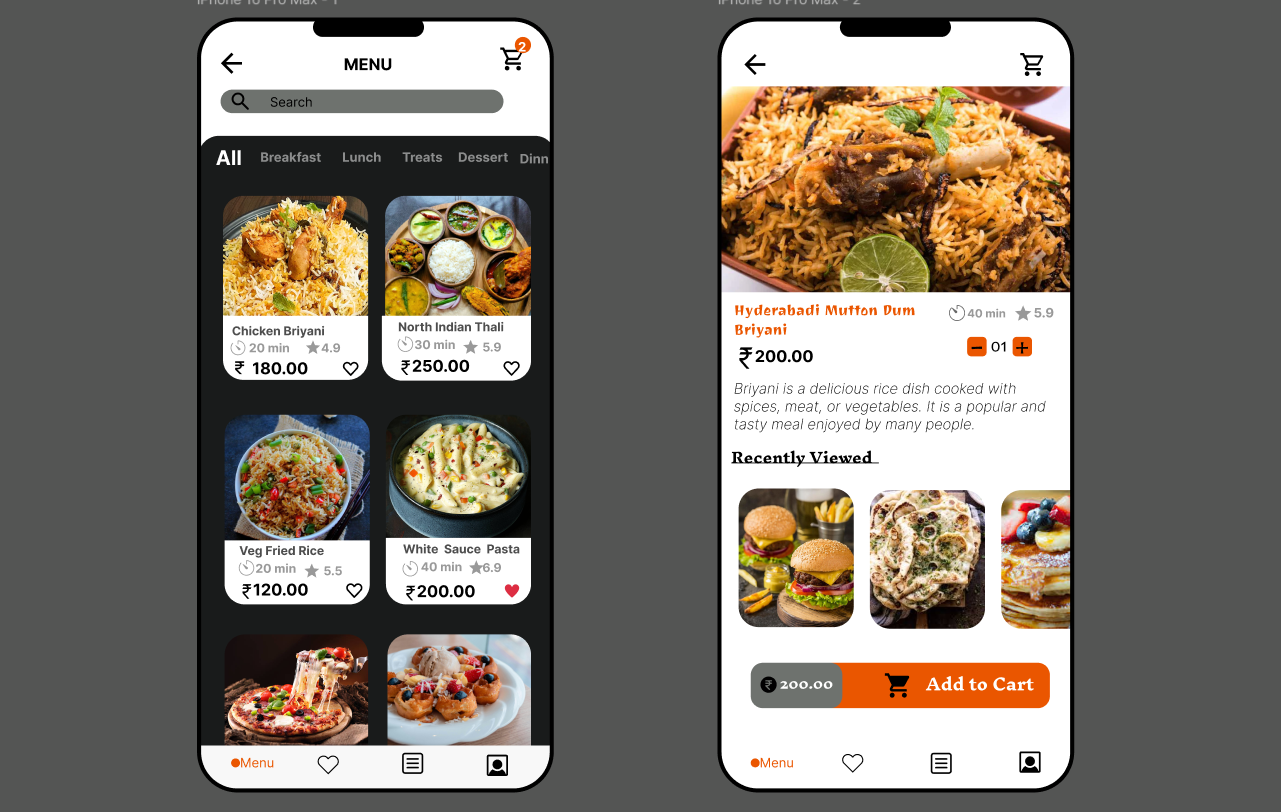 iPhone 16 Pro Max - 1
MENU
2
Search
All Breakfast Lunch Treats Dessert Dinn
Chicken Briyani
20 min 4.9
₹ 180.00
North Indian Thali
30 min 5.9
₹250.00
Veg Fried Rice
20 min 5.5
₹120.00
White Sauce Pasta
40 min 6.9
₹200.00
Menu
iPhone 16 Pro Max - 2
Hyderabadi Mutton Dum
Briyani
40 min 5.9
₹200.00
01
Briyani is a delicious rice dish cooked with
spices, meat, or vegetables. It is a popular and
tasty meal enjoyed by many people.
Recently Viewed
₹ 200.00 Add to Cart
Menu